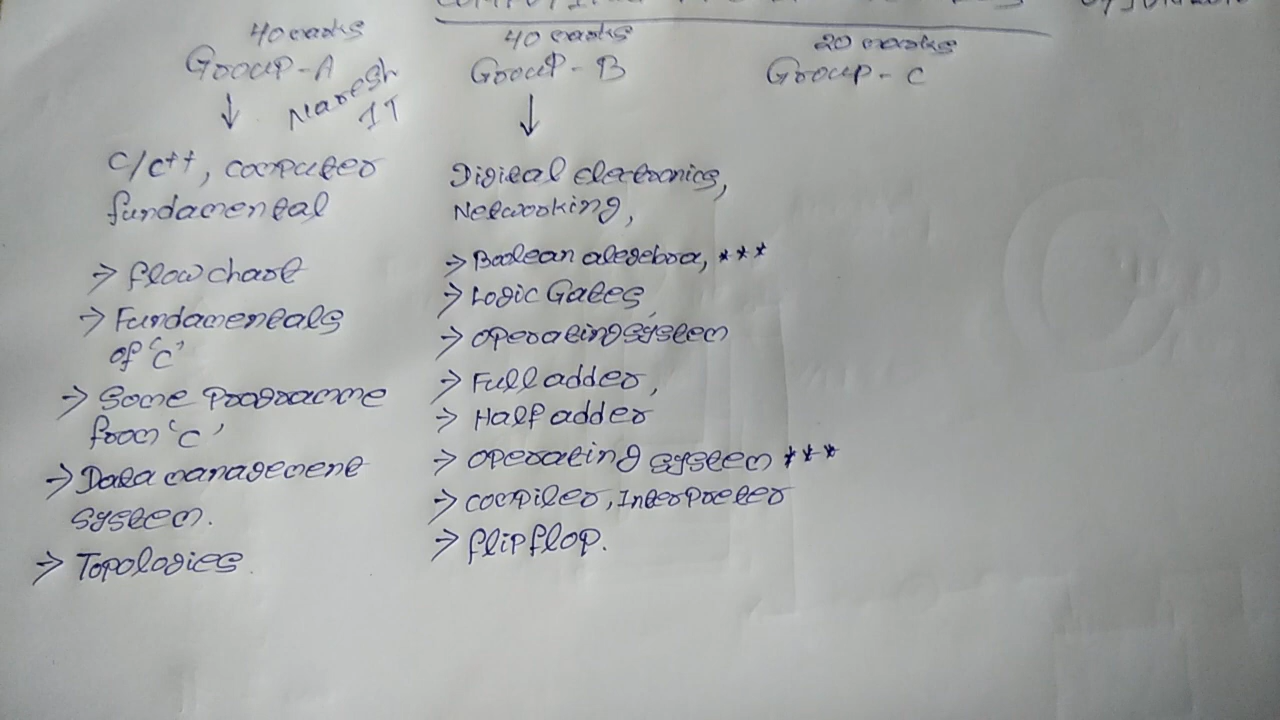 40 marks
Group-A
Naresh
IT
C/C++, computer
fundamental
→ flow chart
→ Fundamentals
of 'C'
→ Some Programme
from 'C'
→ Data management
system.
→ Topologies.
40 marks
Group-B
Digital electronics,
Networking,
→ Boolean alegebra, ***
→ Logic Gates,
→ operating system
→ Full adder,
→ Half adder
→ operating system ***
→ compiler, Interpreter
→ flipflop.
20 marks
Group-C